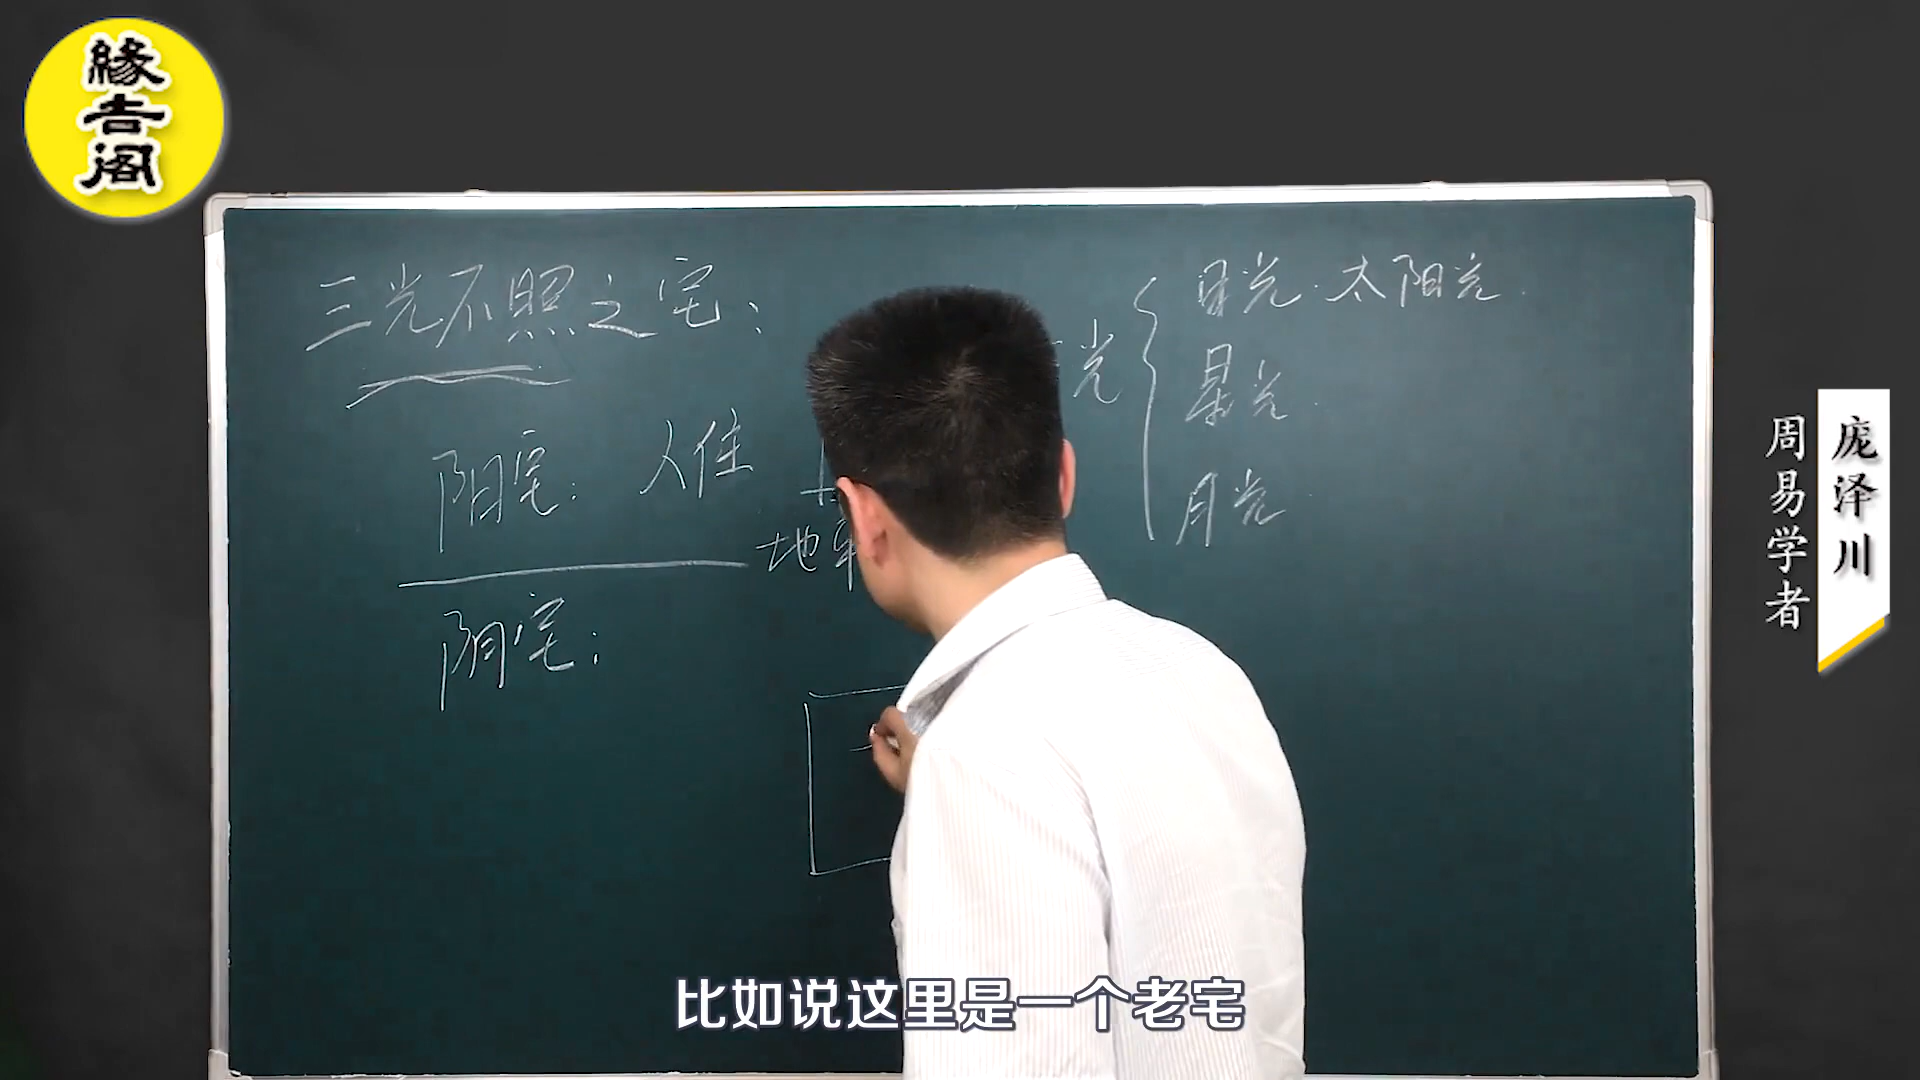 緣吉阁
三光不照之宅：
光
日光·太阳光.
星光.
月光.
阳宅： 人住
地
阴宅：
庞泽川
周易学者
比如说这里是一个老宅